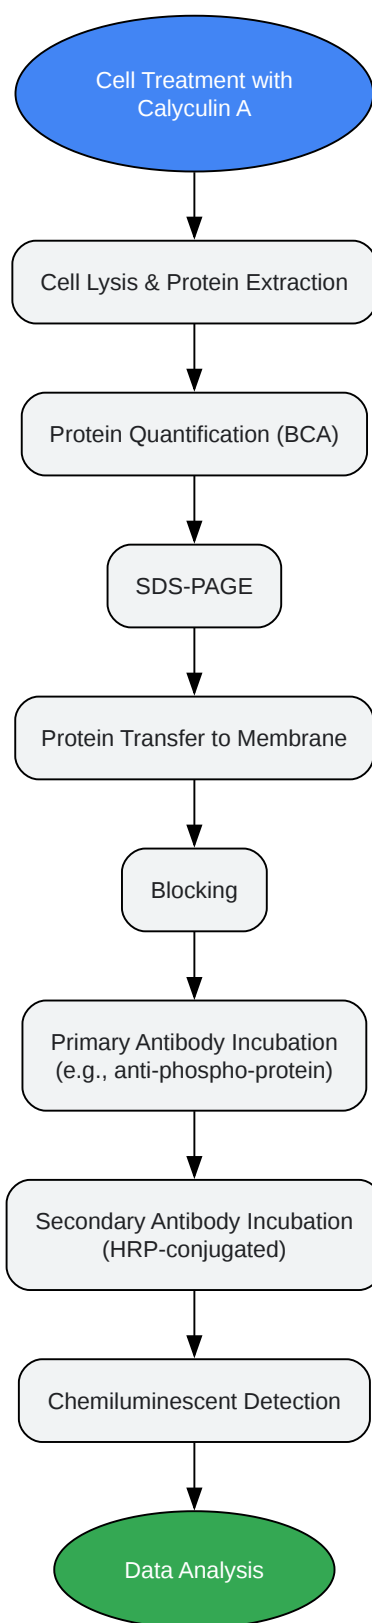 Cell Treatment with
Calyculin A
Cell Lysis & Protein Extraction
Protein Quantification (BCA)
SDS-PAGE
Protein Transfer to Membrane
Blocking
Primary Antibody Incubation
(e.g., anti-phospho-protein)
Secondary Antibody Incubation
(HRP-conjugated)
Chemiluminescent Detection
Data Analysis